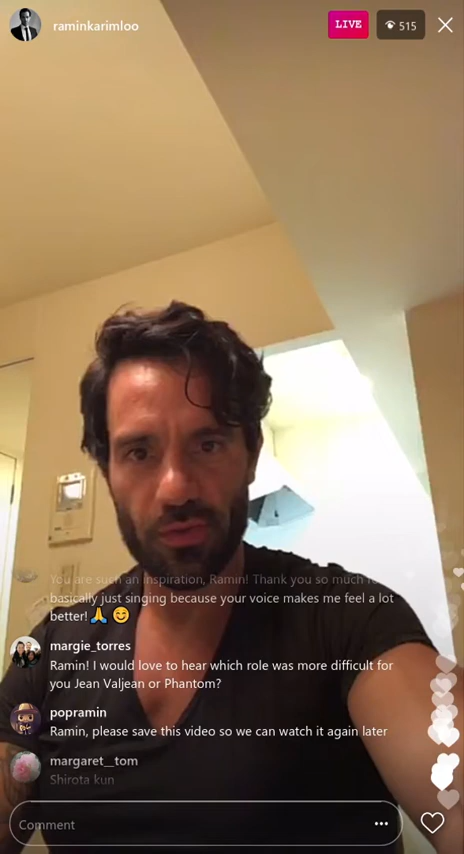 raminkarimloo
LIVE
515
You are such an inspiration, Ramin! Thank you so much
basically just singing because your voice makes me feel a lot
better!🙏 😊
margie_torres
Ramin! I would love to hear which role was more difficult for
you Jean Valjean or Phantom?
popramin
Ramin, please save this video so we can watch it again later
margaret__tom
Shirota kun
Comment